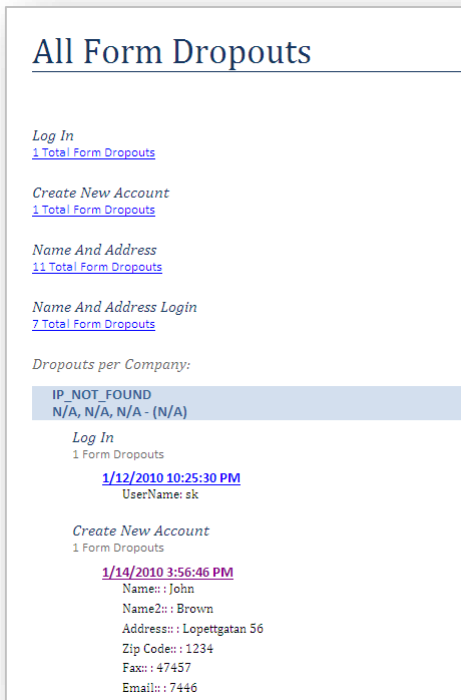 All Form Dropouts
Log In
1 Total Form Dropouts
Create New Account
1 Total Form Dropouts
Name And Address
11 Total Form Dropouts
Name And Address Login
7 Total Form Dropouts
Dropouts per Company:
IP_NOT_FOUND
N/A, N/A, N/A - (N/A)
Log In
1 Form Dropouts
1/12/2010 10:25:30 PM
UserName: sk
Create New Account
1 Form Dropouts
1/14/2010 3:56:46 PM
Name:: : John
Name2:: : Brown
Address:: : Lopettgatan 56
Zip Code:: : 1234
Fax:: : 47457
Email:: : 7446